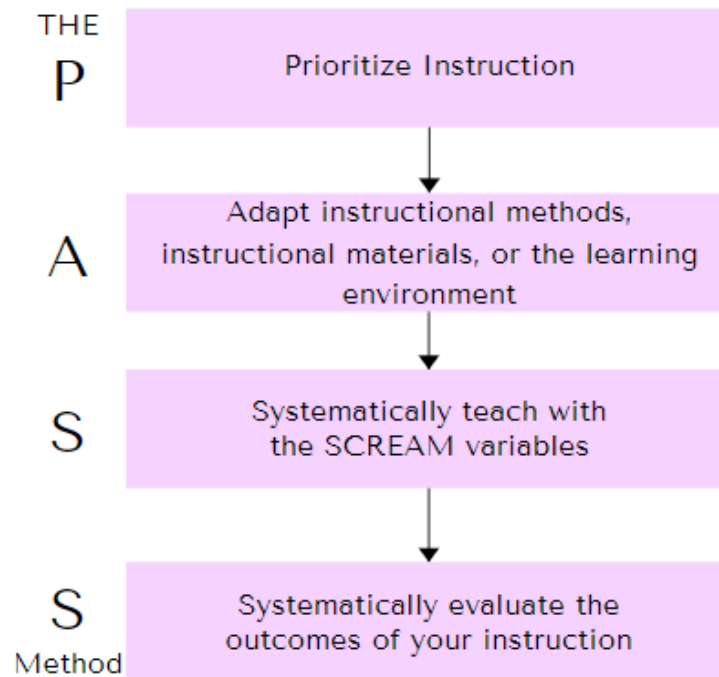 THE
P
Prioritize Instruction
A
Adapt instructional methods,
instructional materials, or the learning
environment
S
Systematically teach with
the SCREAM variables
S
Systematically evaluate the
outcomes of your instruction
Method